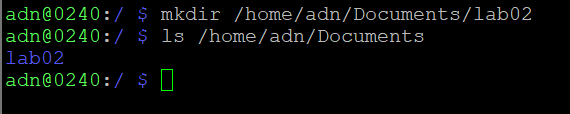 adn@0240:/ $ mkdir /home/adn/Documents/lab02
adn@0240:/ $ ls /home/adn/Documents
lab02
adn@0240:/ $